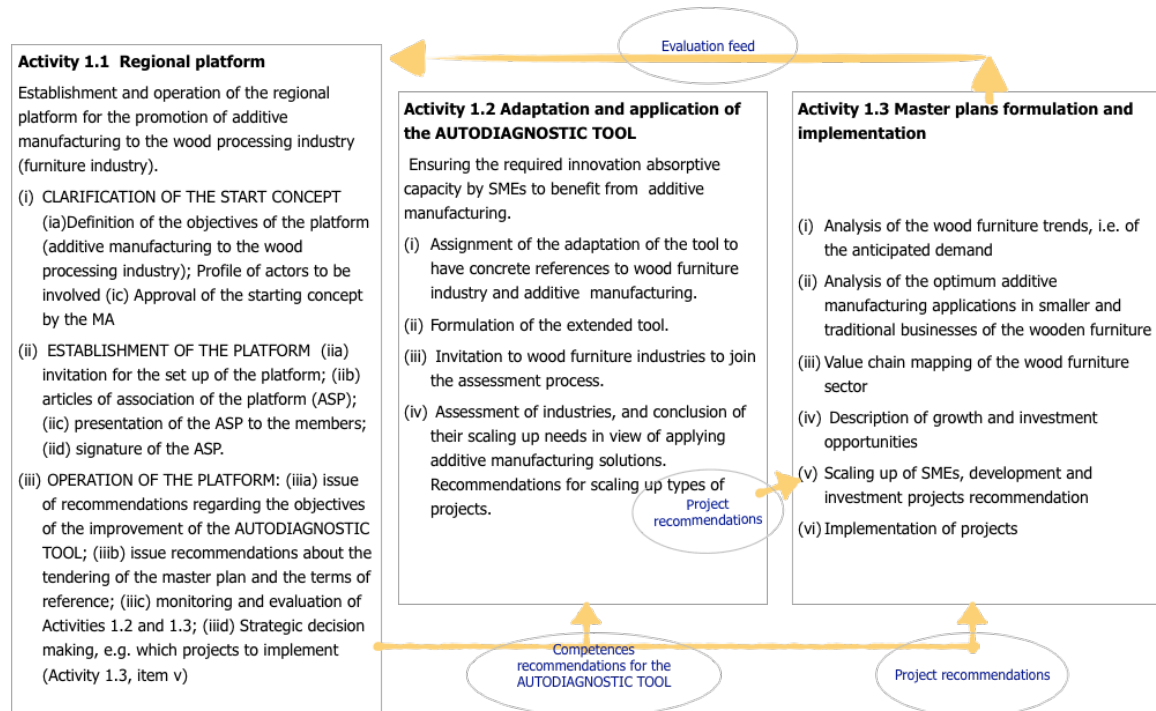 Evaluation feed
Activity 1.1 Regional platform
Establishment and operation of the regional
platform for the promotion of additive
manufacturing to the wood processing industry
(furniture industry).
(i) CLARIFICATION OF THE START CONCEPT
(ia)Definition of the objectives of the platform
(additive manufacturing to the wood
processing industry); Profile of actors to be
involved (ic) Approval of the starting concept
by the MA
(ii) ESTABLISHMENT OF THE PLATFORM (iia)
invitation for the set up of the platform; (iib)
articles of association of the platform (ASP);
(iic) presentation of the ASP to the members;
(iid) signature of the ASP.
(iii) OPERATION OF THE PLATFORM: (iiia) issue
of recommendations regarding the objectives
of the improvement of the AUTODIAGNOSTIC
TOOL; (iiib) issue recommendations about the
tendering of the master plan and the terms of
reference; (iiic) monitoring and evaluation of
Activities 1.2 and 1.3; (iiid) Strategic decision
making, e.g. which projects to implement
(Activity 1.3, item v)
Activity 1.2 Adaptation and application of
the AUTODIAGNOSTIC TOOL
Ensuring the required innovation absorptive
capacity by SMEs to benefit from additive
manufacturing.
(i) Assignment of the adaptation of the tool to
have concrete references to wood furniture
industry and additive manufacturing.
(ii) Formulation of the extended tool.
(iii) Invitation to wood furniture industries to join
the assessment process.
(iv) Assessment of industries, and conclusion of
their scaling up needs in view of applying
additive manufacturing solutions.
Recommendations for scaling up types of
projects.
Project
recommendations
Activity 1.3 Master plans formulation and
implementation
(i) Analysis of the wood furniture trends, i.e. of
the anticipated demand
(ii) Analysis of the optimum additive
manufacturing applications in smaller and
traditional businesses of the wooden furniture
(iii) Value chain mapping of the wood furniture
sector
(iv) Description of growth and investment
opportunities
(v) Scaling up of SMEs, development and
investment projects recommendation
(vi) Implementation of projects
Competences
recommendations for the
AUTODIAGNOSTIC TOOL
Project recommendations